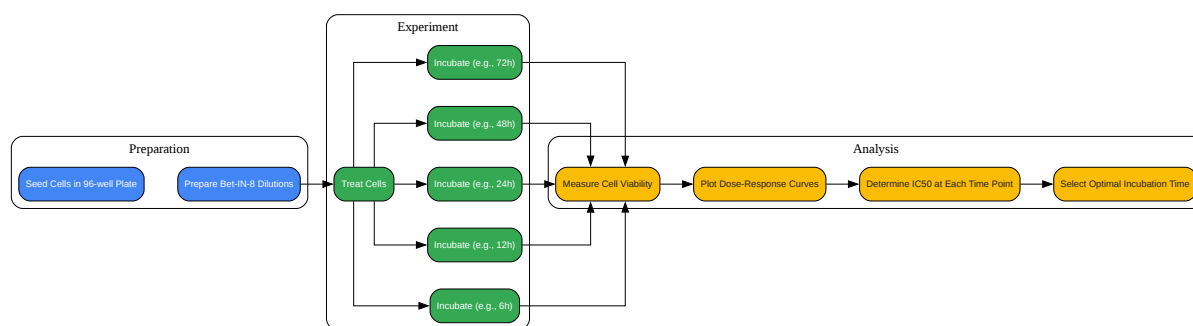 Preparation
Seed Cells in 96-well Plate
Prepare Bet-IN-8 Dilutions
Experiment
Treat Cells
Incubate (e.g., 72h)
Incubate (e.g., 48h)
Incubate (e.g., 24h)
Incubate (e.g., 12h)
Incubate (e.g., 6h)
Analysis
Measure Cell Viability
Plot Dose-Response Curves
Determine IC50 at Each Time Point
Select Optimal Incubation Time